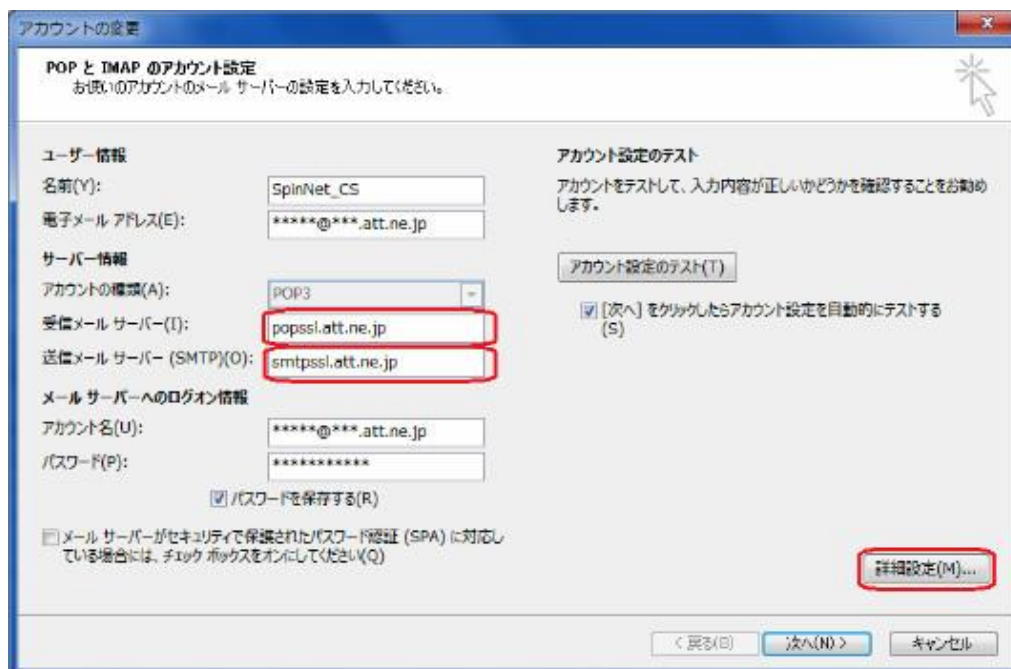 アカウントの変更
POP と IMAP のアカウント設定
お使いのアカウントのメール サーバーの設定を入力してください。
ユーザー情報
名前(Y):
SpinNet_CS
電子メール アドレス(E):
*****@***.att.ne.jp
サーバー情報
アカウントの種類(A):
POP3
受信メール サーバー(I):
popssl.att.ne.jp
送信メール サーバー (SMTP)(O):
smtpssl.att.ne.jp
メール サーバーへのログオン情報
アカウント名(U):
*****@***.att.ne.jp
パスワード(P):
***********
パスワードを保存する(R)
メール サーバーがセキュリティで保護されたパスワード認証 (SPA) に対応し
ている場合には、チェック ボックスをオンにしてください(Q)
アカウント設定のテスト
アカウントをテストして、入力内容が正しいかどうかを確認することをお勧め
します。
アカウント設定のテスト(T)
[次へ] をクリックしたらアカウント設定を自動的にテストする
(S)
詳細設定(M)...
< 戻る(B)
次へ(N) >
キャンセル